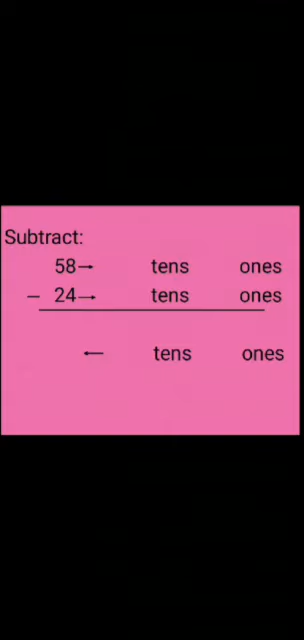 Subtract:
58→ tens ones
− 24→ tens ones
← tens ones